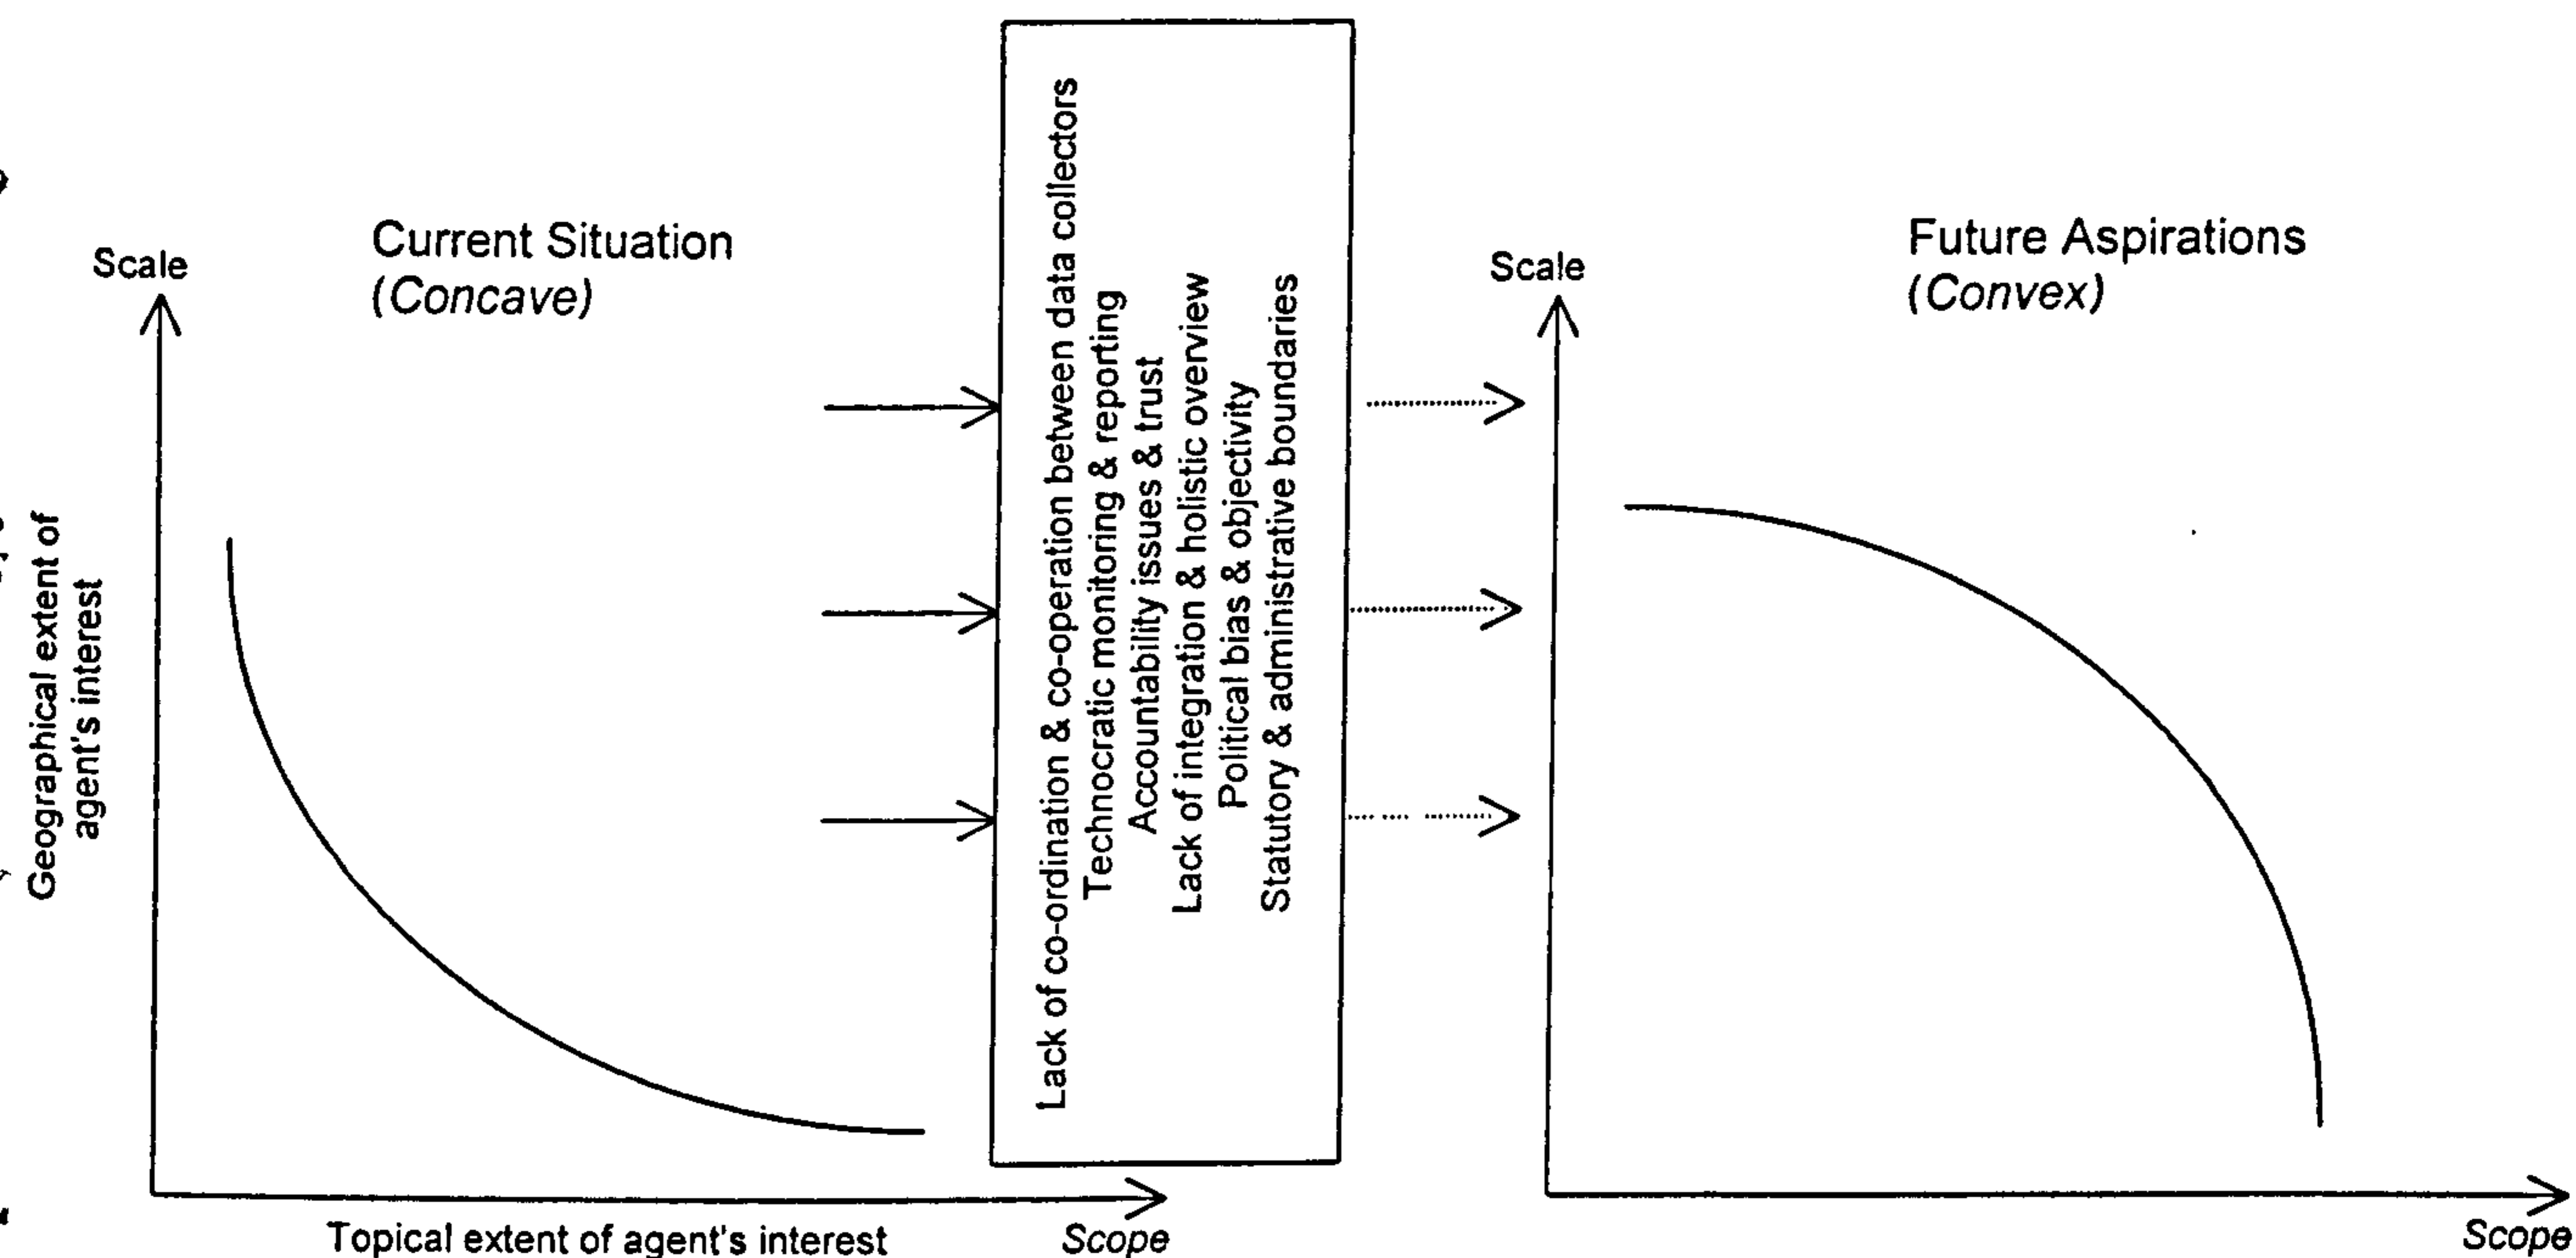 Current Situation
(Concave)
Scale
Geographical extent of
agent's interest
Topical extent of agent's interest
Scope
Lack of co-ordination & co-operation between data collectors
Technocratic monitoring & reporting
Accountability issues & trust
Lack of integration & holistic overview
Political bias & objectivity
Statutory & administrative boundaries
Future Aspirations
(Convex)
Scale
Scope